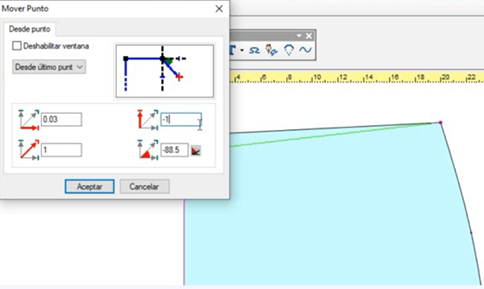 Mover Punto
Desde punto
Deshabilitar ventana
Desde último punt
0.03
-1
1
-88.5
Aceptar
Cancelar
4
6
8
10
12
14
16
18
20
22